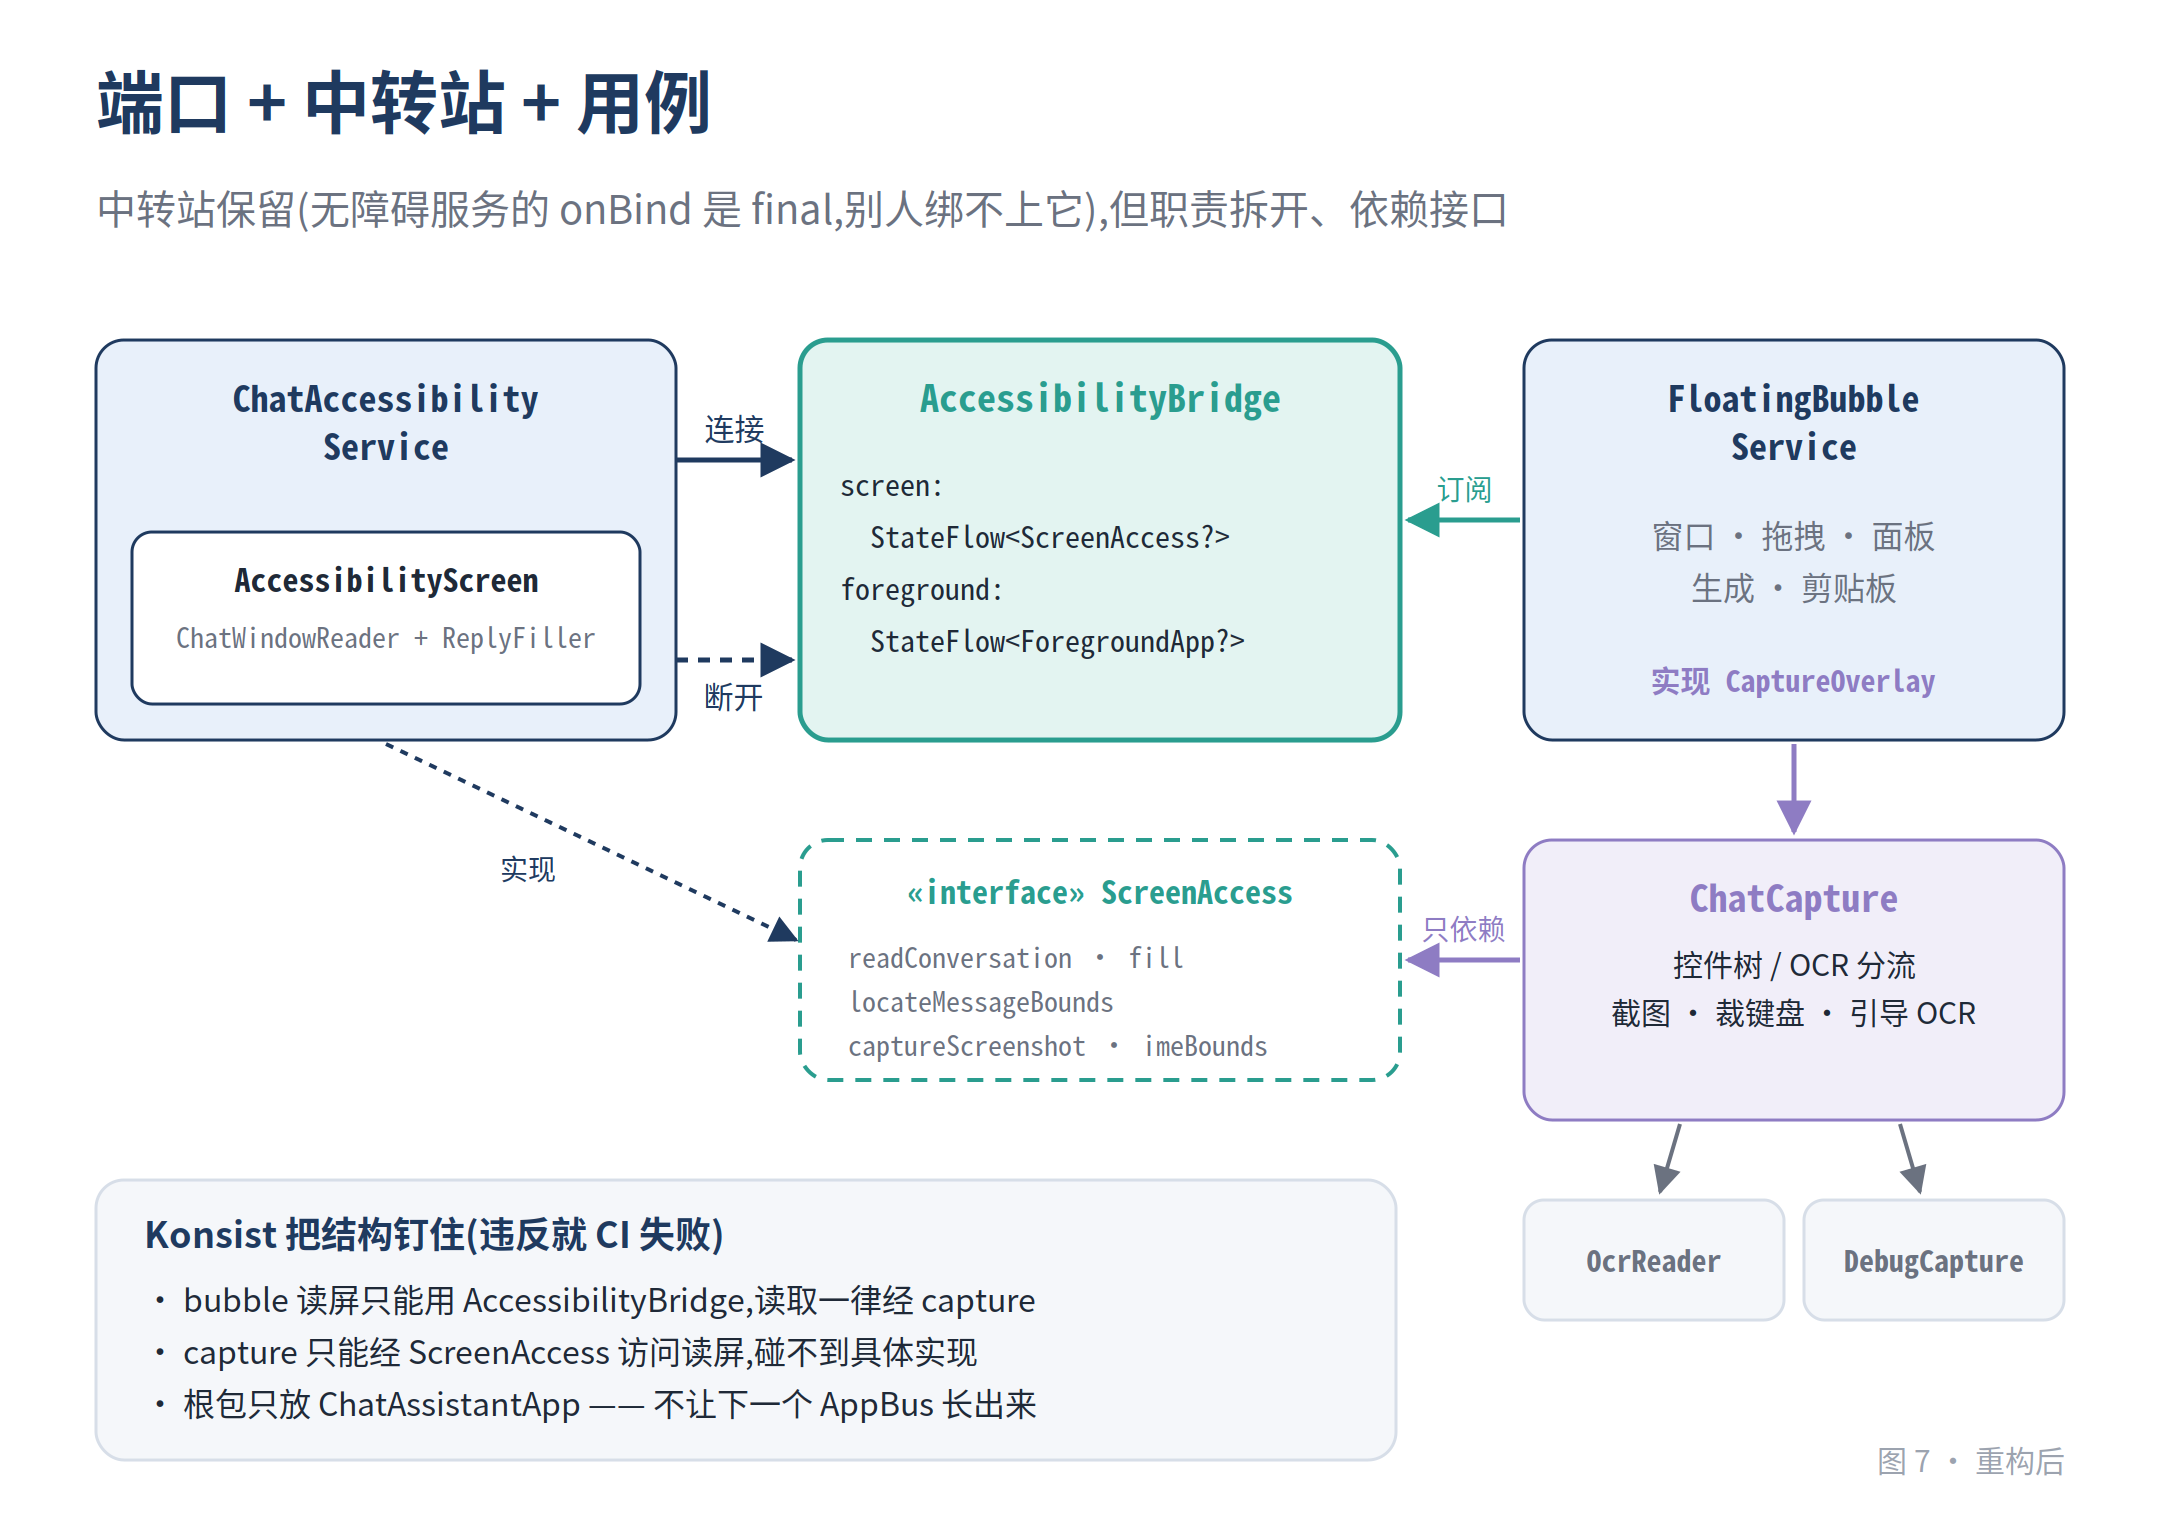 端口 + 中转站 + 用例
中转站保留(无障碍服务的 onBind 是 final,别人绑不上它),但职责拆开、依赖接口
ChatAccessibility
Service
AccessibilityScreen
ChatWindowReader + ReplyFiller
连接
断开
AccessibilityBridge
screen:
StateFlow<ScreenAccess?>
foreground:
StateFlow<ForegroundApp?>
订阅
FloatingBubble
Service
窗口 · 拖拽 · 面板
生成 · 剪贴板
实现 CaptureOverlay
实现
«interface» ScreenAccess
readConversation · fill
locateMessageBounds
captureScreenshot · imeBounds
只依赖
ChatCapture
控件树 / OCR 分流
截图 · 裁键盘 · 引导 OCR
OcrReader
DebugCapture
Konsist 把结构钉住(违反就 CI 失败)
· bubble 读屏只能用 AccessibilityBridge,读取一律经 capture
· capture 只能经 ScreenAccess 访问读屏,碰不到具体实现
· 根包只放 ChatAssistantApp —— 不让下一个 AppBus 长出来
图 7 · 重构后